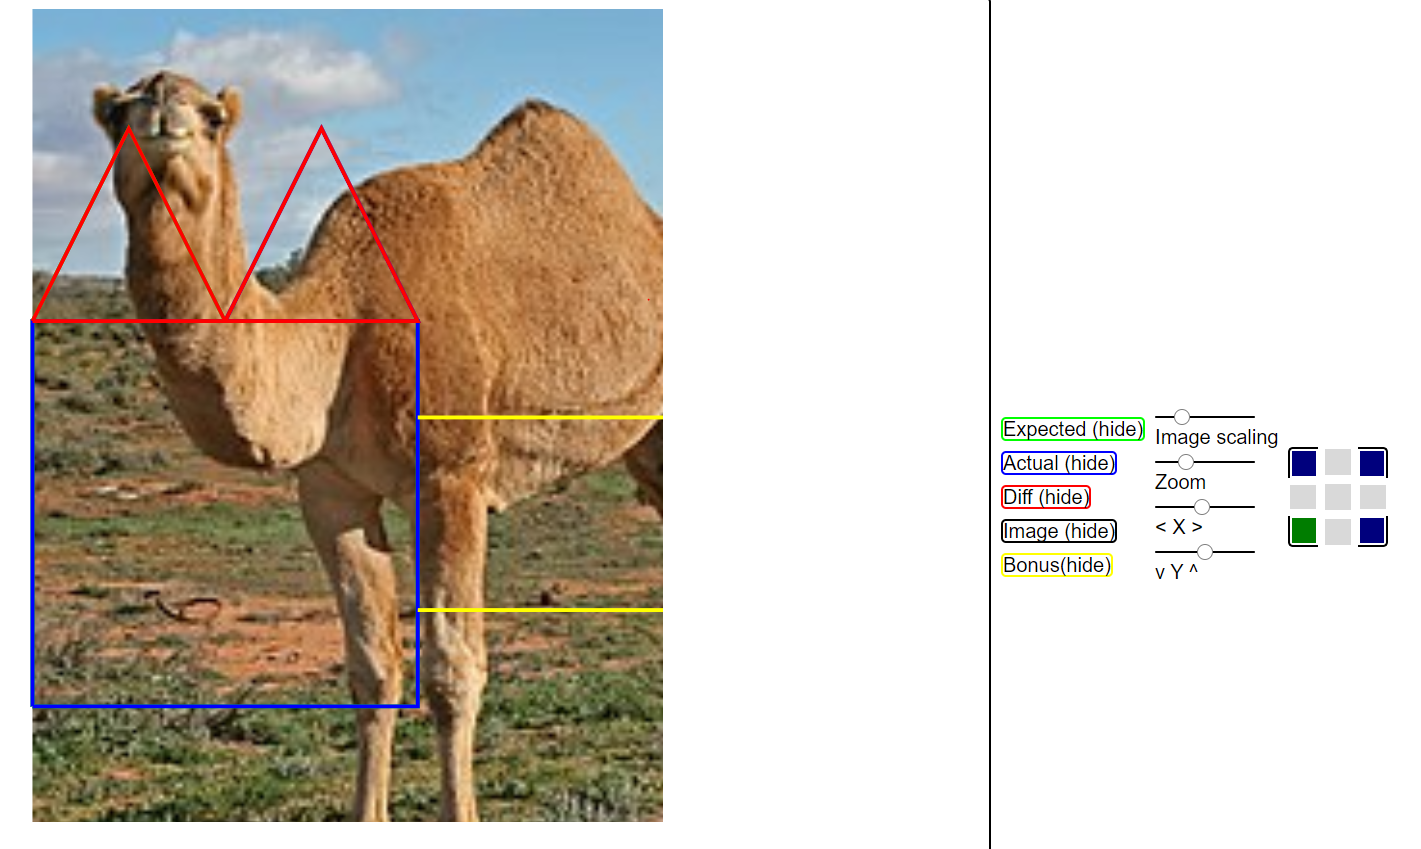 Expected (hide)
Actual (hide)
Diff (hide)
Image (hide)
Bonus(hide)
Image scaling
Zoom
< X >
v Y ^